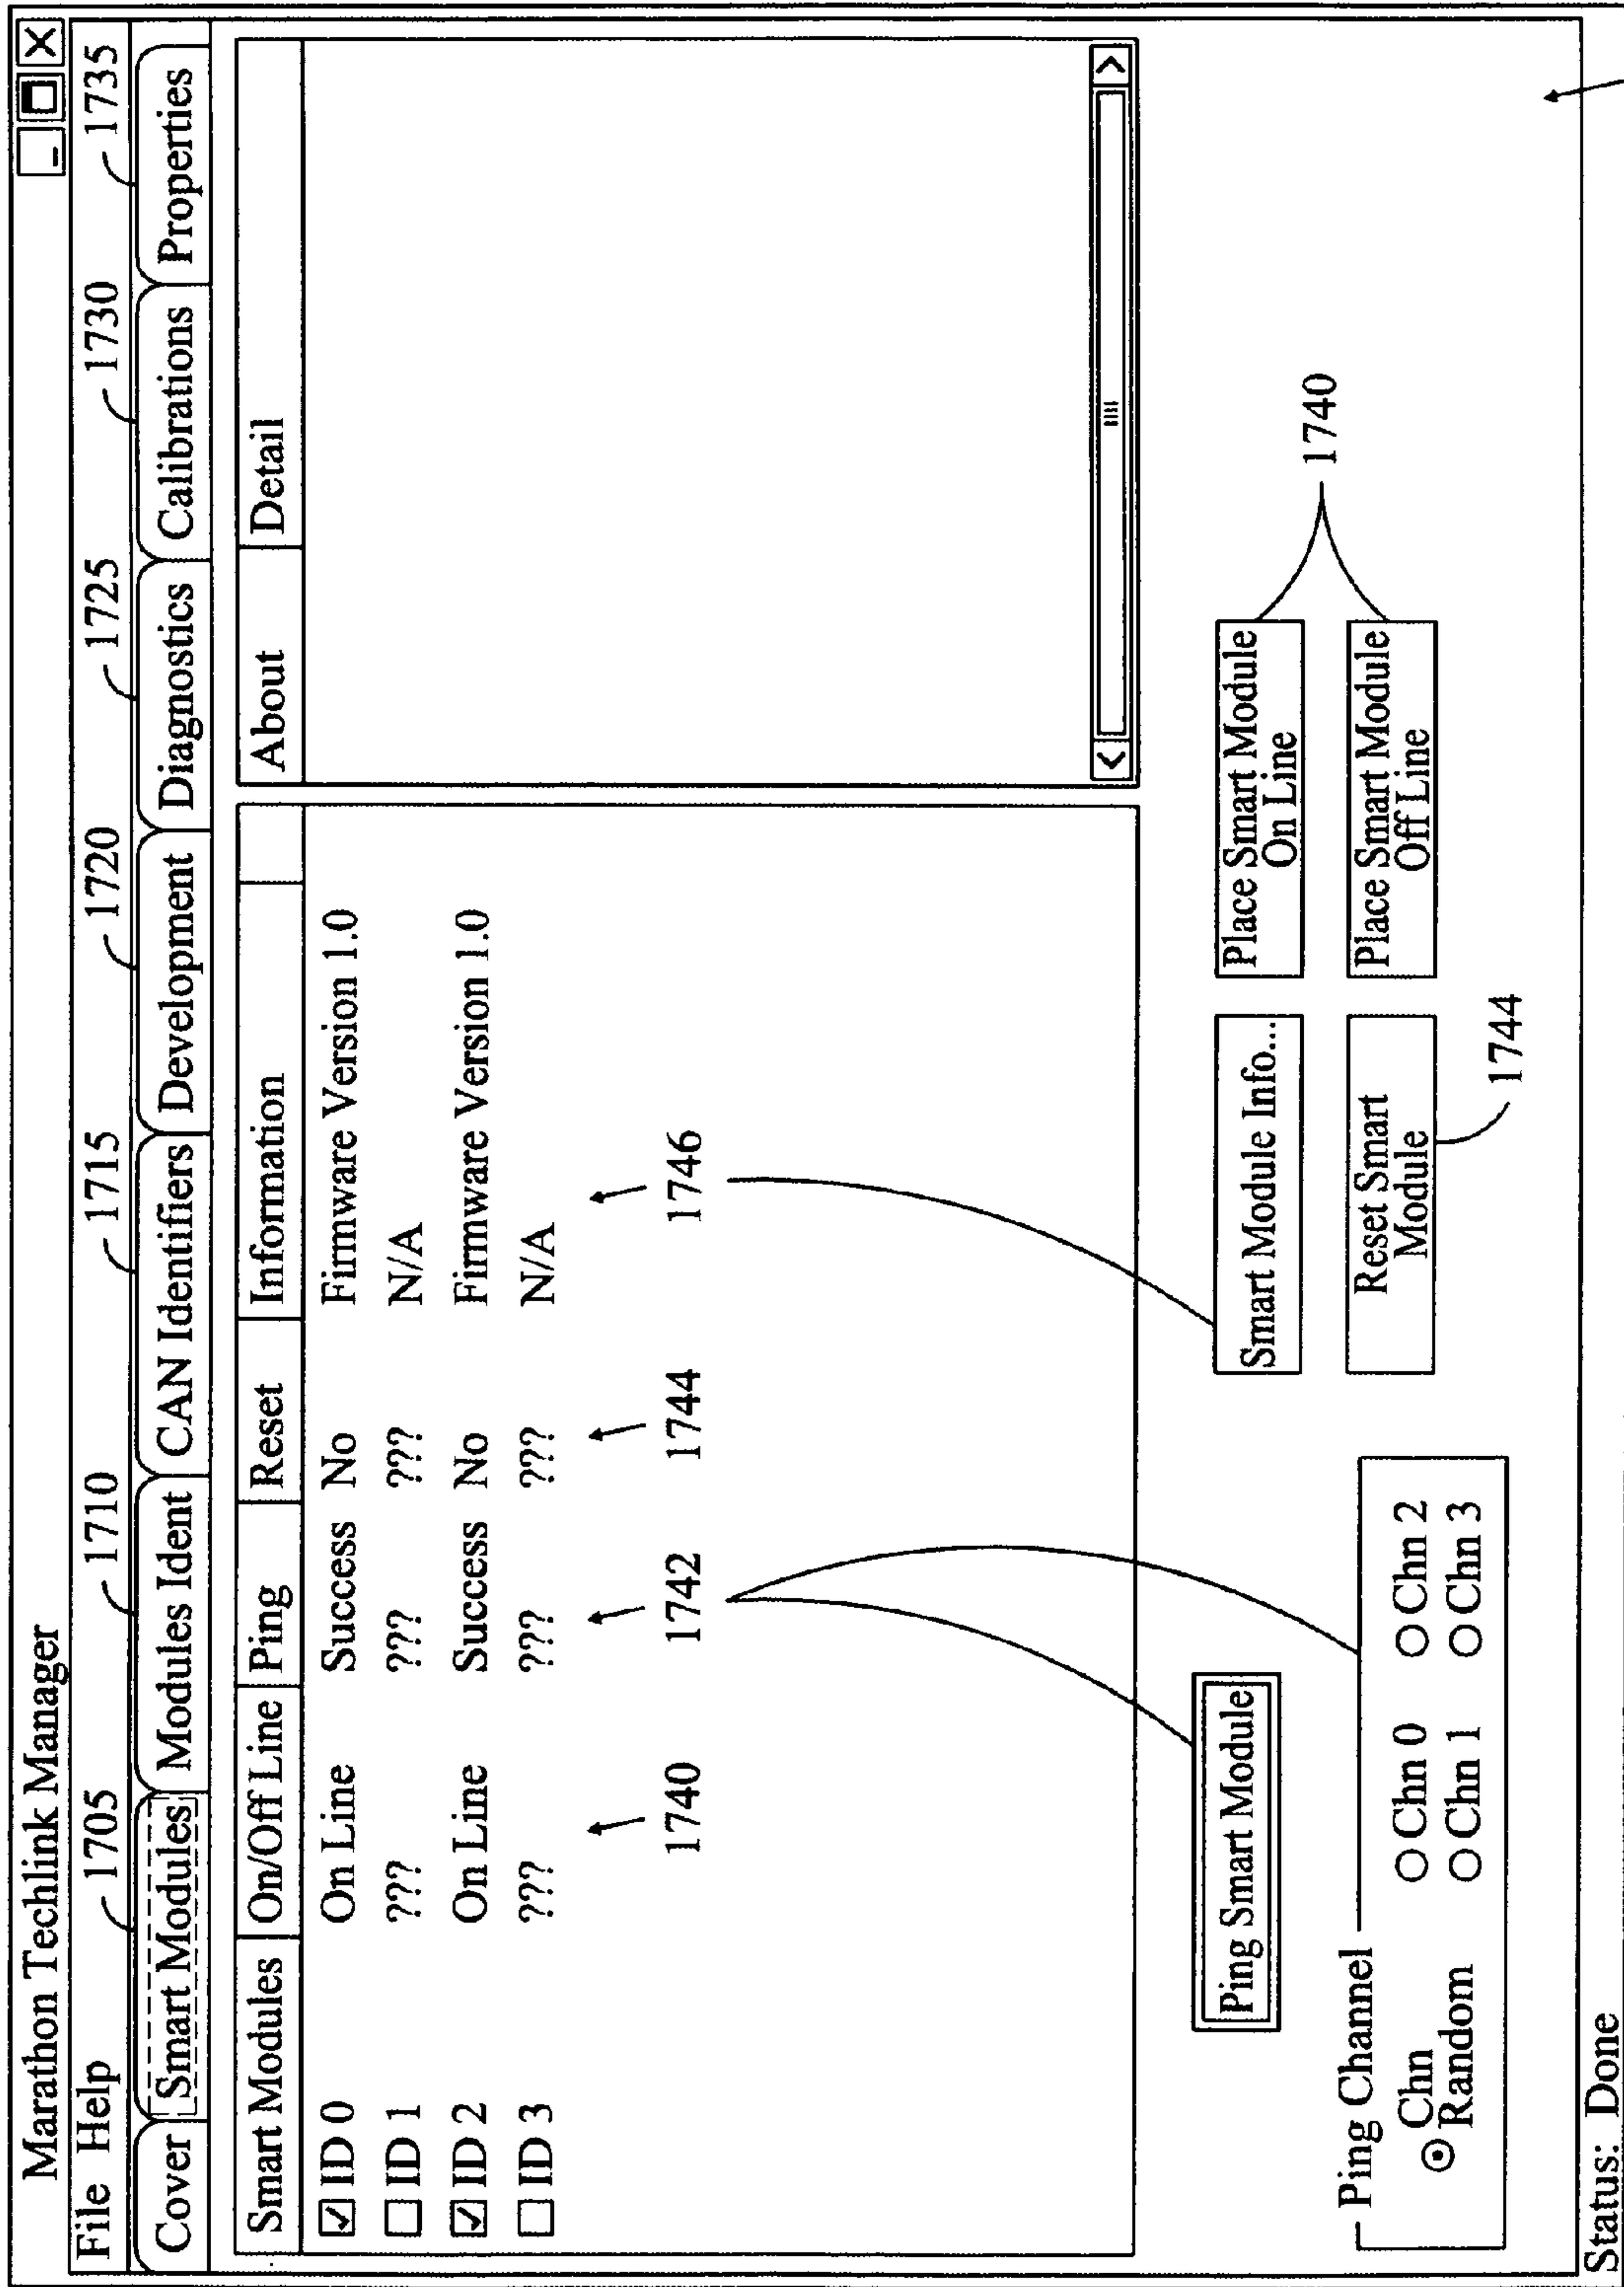 Marathon Techlink Manager
File Help
1705 1710 1715 1720 1725 1730 1735
Cover Smart Modules Modules Ident CAN Identifiers Development Diagnostics Calibrations Properties
Smart Modules On/Off Line Ping Reset Information About Detail
ID 0 On Line Success No Firmware Version 1.0
ID 1 ??? ??? ??? N/A
ID 2 On Line Success No Firmware Version 1.0
ID 3 ??? ??? ??? N/A
1740 1742 1744 1746
Ping Smart Module
Smart Module Info...
Place Smart Module
On Line
1740
Ping Channel
Chn
Random
Chn 0 Chn 2
Chn 1 Chn 3
Reset Smart
Module
Place Smart Module
Off Line
1744
Status: Done